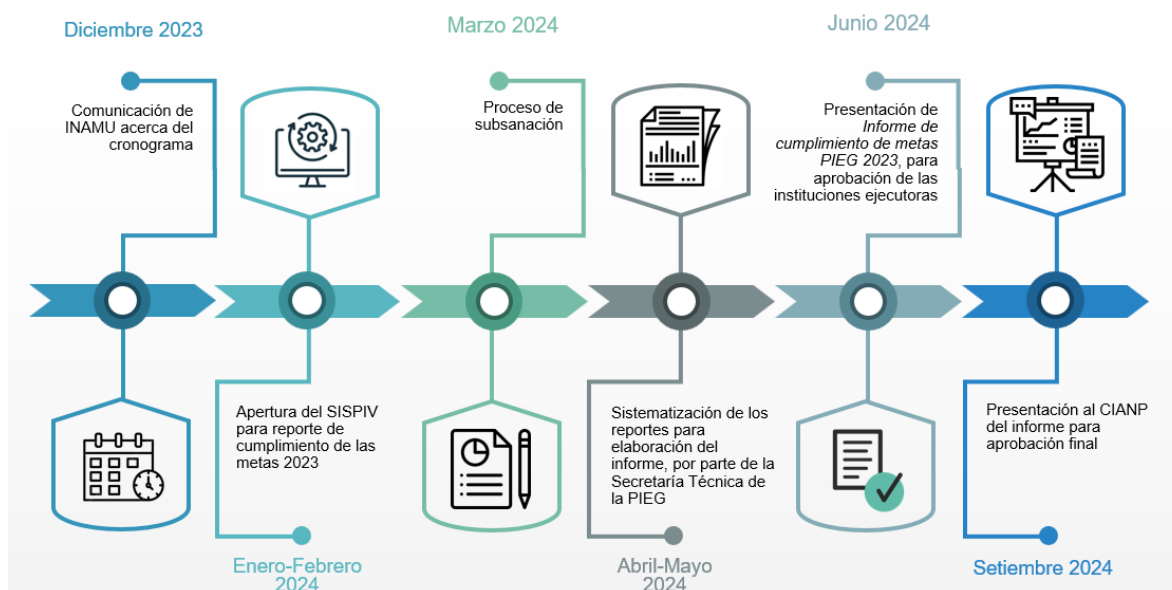 Diciembre 2023
Comunicación de
INAMU acerca del
cronograma
Enero-Febrero
2024
Apertura del SISPIV
para reporte de
cumplimiento de las
metas 2023
Marzo 2024
Proceso de
subsanación
Abril-Mayo
2024
Sistematización de los
reportes para
elaboración del
informe, por parte de la
Secretaría Técnica de
la PIEG
Junio 2024
Presentación de
Informe de
cumplimiento de metas
PIEG 2023, para
aprobación de las
instituciones ejecutoras
Setiembre 2024
Presentación al CIANP
del informe para
aprobación final